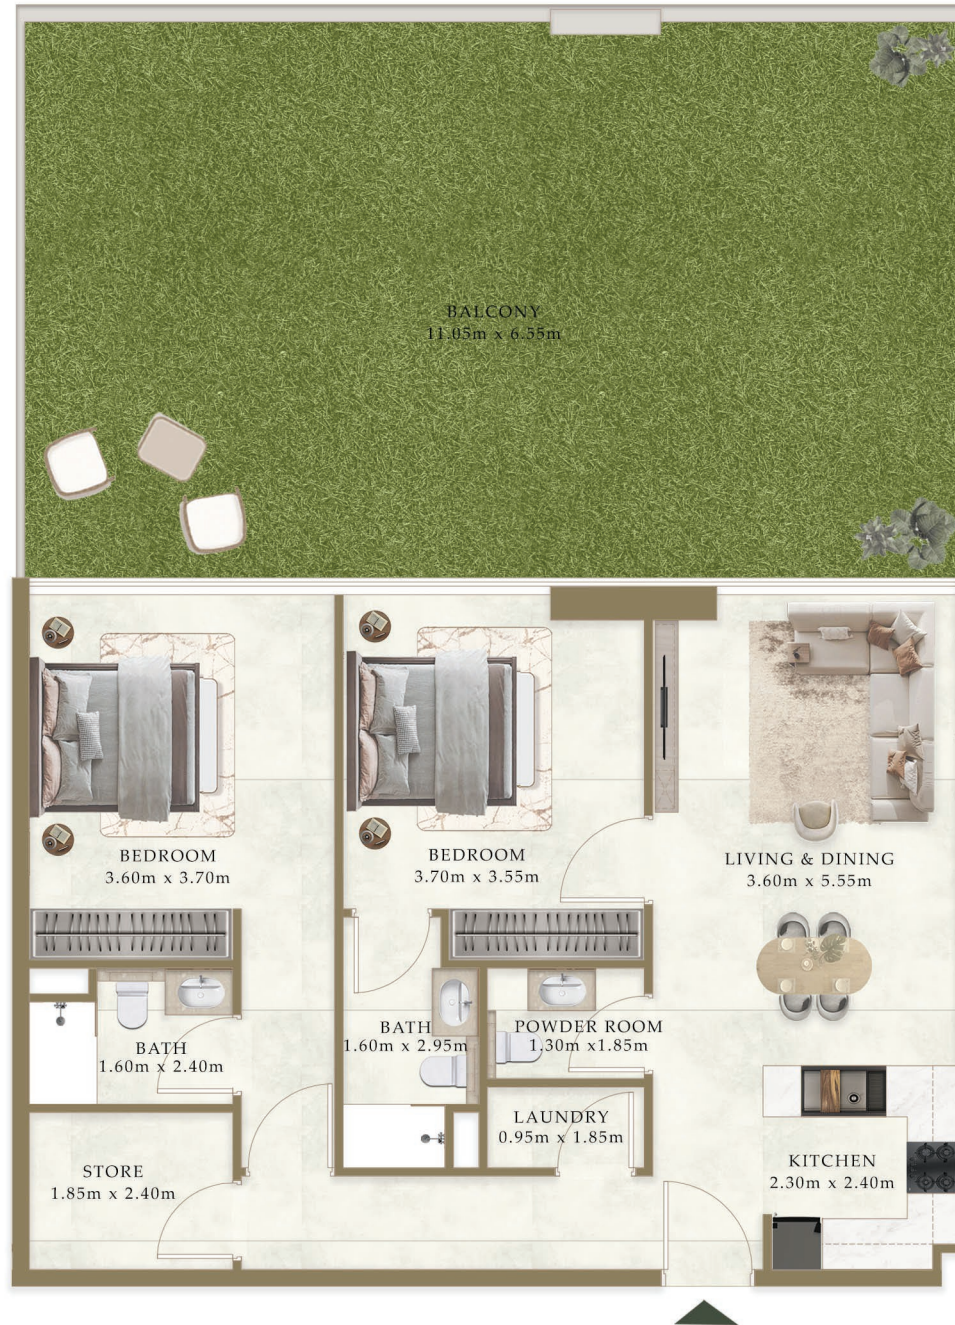 BALCONY
11.05m x 6.55m
BEDROOM
3.60m x 3.70m
BEDROOM
3.70m x 3.55m
LIVING & DINING
3.60m x 5.55m
BATH
1.60m x 2.40m
BATH
1.60m x 2.95m
POWDER ROOM
1.30m x1.85m
LAUNDRY
0.95m x 1.85m
STORE
1.85m x 2.40m
KITCHEN
2.30m x 2.40m